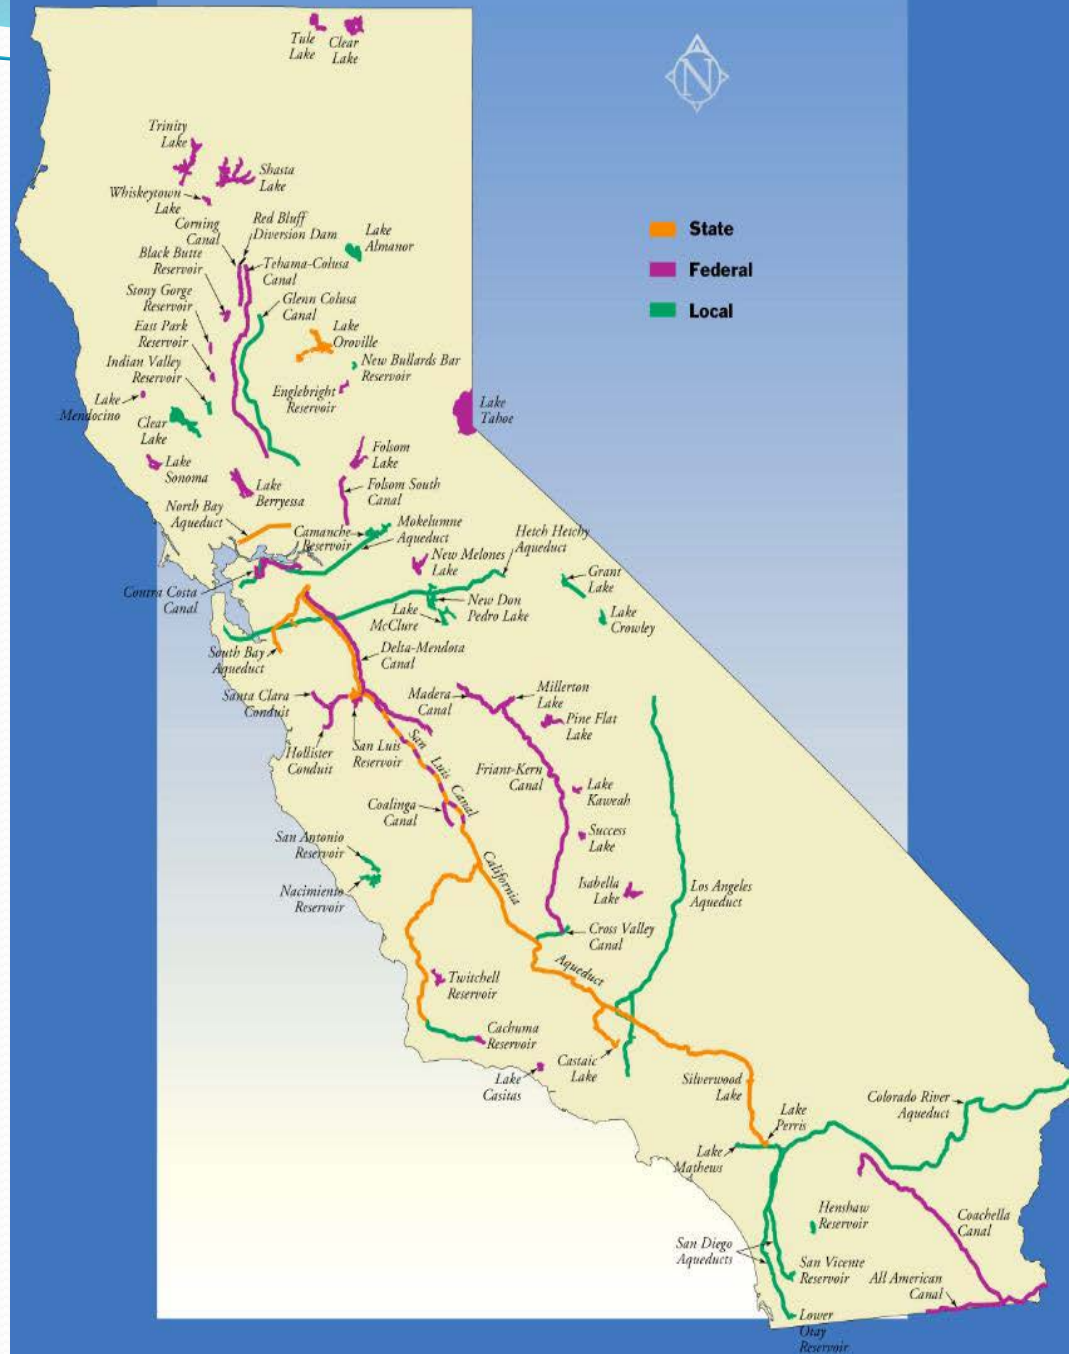 Tule
Lake
Clear
Lake
N
Trinity
Lake
Shasta
Lake
Whiskeytown
Lake
Corning
Canal
Red Bluff
Diversion Dam
Lake
Almanor
State
Black Butte
Reservoir
Tehama-Colusa
Canal
Federal
Stony Gorge
Reservoir
Glenn Colusa
Canal
Local
East Park
Reservoir
Lake
Oroville
Indian Valley
Reservoir
New Bullards Bar
Reservoir
Englebright
Reservoir
Lake
Mendocino
Lake
Tahoe
Clear
Lake
Folsom
Lake
Lake
Sonoma
Lake
Berryessa
Folsom South
Canal
North Bay
Aqueduct
Camanche
Reservoir
Mokelumne
Aqueduct
Hetch Hetchy
Aqueduct
New Melones
Lake
Grant
Lake
Contra Costa
Canal
New Don
Pedro Lake
Lake
McClure
Lake
Crowley
South Bay
Aqueduct
Delta-Mendota
Canal
Santa Clara
Conduit
Madera
Canal
Millerton
Lake
Pine Flat
Lake
Hollister
Conduit
San Luis
Reservoir
San Luis Canal
Friant-Kern
Canal
Lake
Kaweah
Coalinga
Canal
Success
Lake
San Antonio
Reservoir
Nacimiento
Reservoir
California
Aqueduct
Isabella
Lake
Los Angeles
Aqueduct
Cross Valley
Canal
Twitchell
Reservoir
Cachuma
Reservoir
Castaic
Lake
Lake
Casitas
Silverwood
Lake
Lake
Perris
Colorado River
Aqueduct
Lake
Mathews
Henshaw
Reservoir
Coachella
Canal
San Diego
Aqueducts
San Vicente
Reservoir
All American
Canal
Lower
Otay
Reservoir